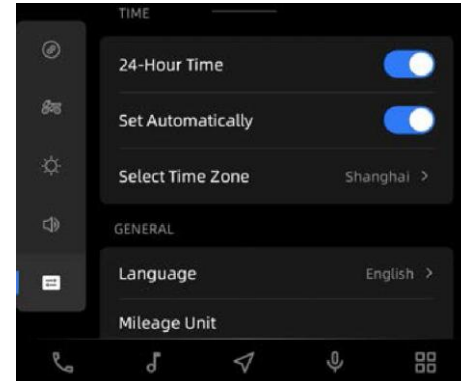 TIME
24-Hour Time
Set Automatically
Select Time Zone Shanghai >
GENERAL
Language English >
Mileage Unit